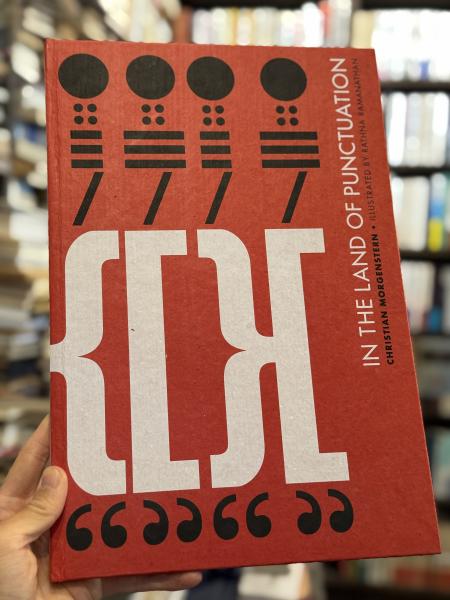 IN THE LAND OF PUNCTUATION
CHRISTIAN MORGENSTERN • ILLUSTRATED BY RATHNA RAMANATHAN